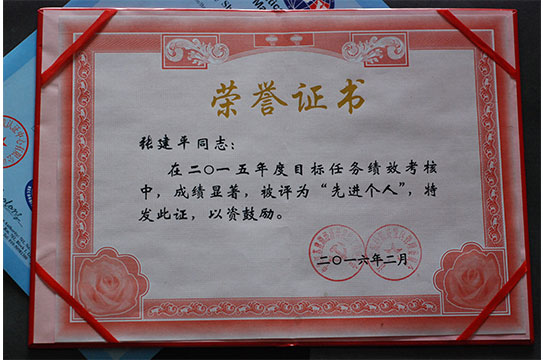 荣誉证书
张建平同志：
在二〇一五年度目标任务绩效考核
中，成绩显著，被评为“先进个人”，特
发此证，以资鼓励。
二〇一六年二月